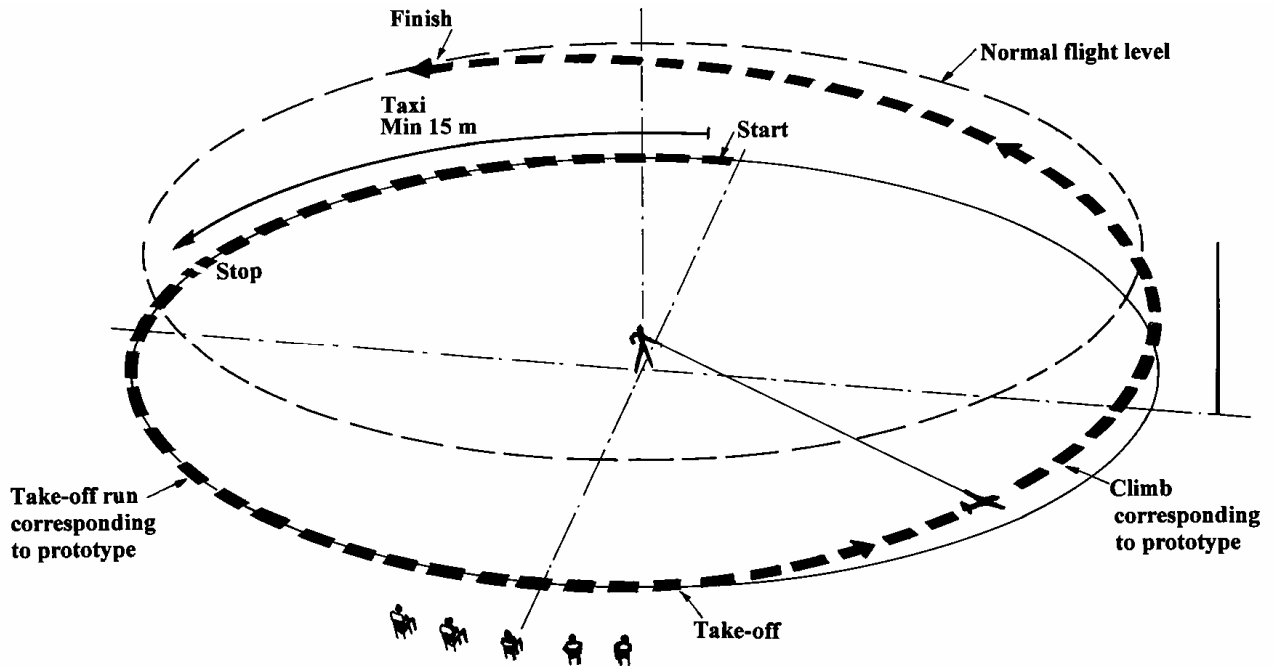 Finish
Normal flight level
Taxi
Min 15 m
Start
Stop
Take-off run
corresponding
to prototype
Climb
corresponding
to prototype
Take-off